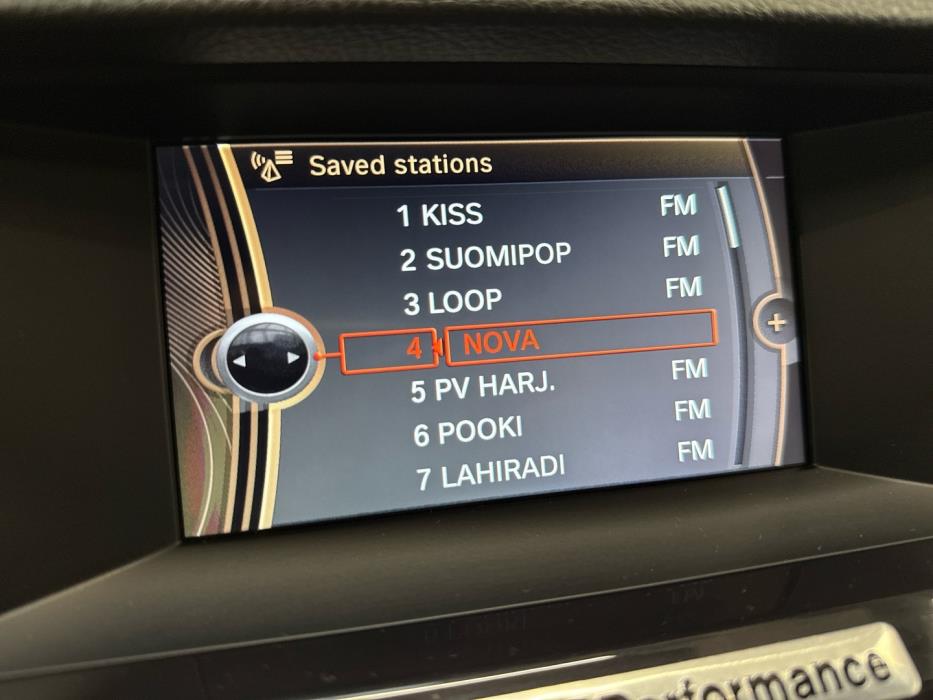 Saved stations
1 KISS FM
2 SUOMIPOP FM
3 LOOP FM
4 NOVA
5 PV HARJ. FM
6 POOKI FM
7 LAHIRADI FM
+
Performance